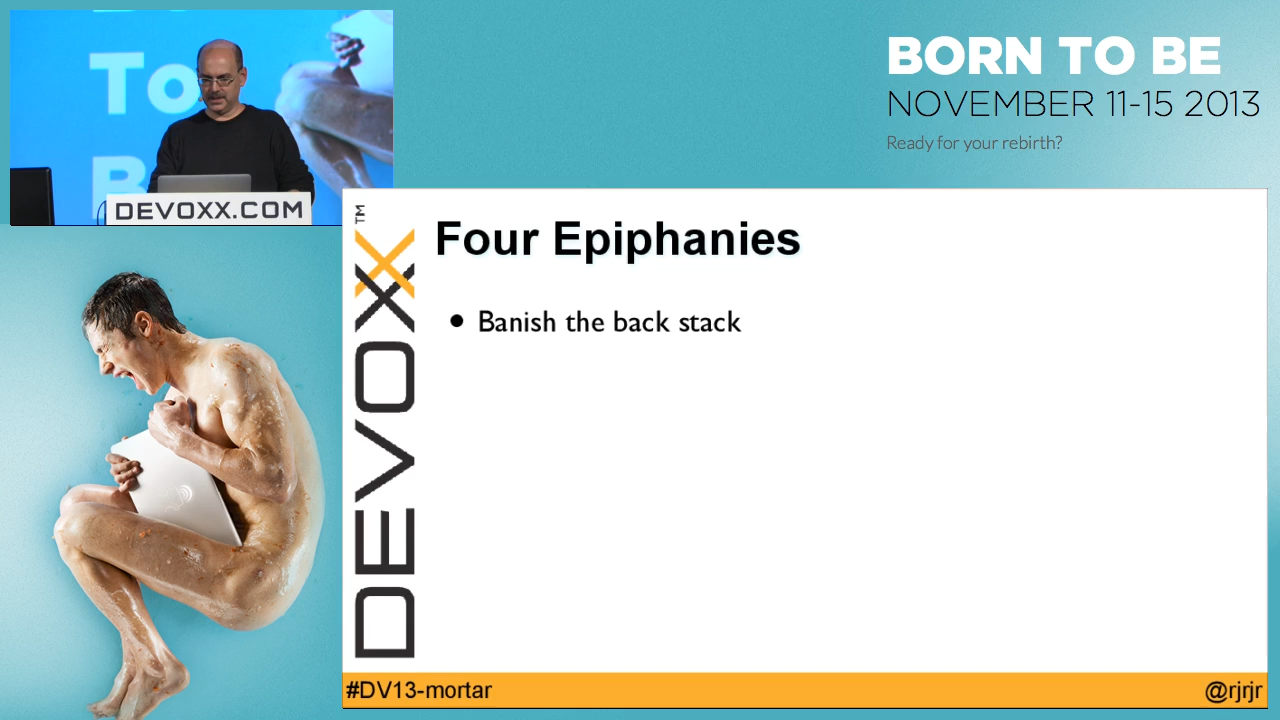 To
B
DEVOXX.COM
BORN TO BE
NOVEMBER 11-15 2013
Ready for your rebirth?
DEVOXX™
Four Epiphanies
• Banish the back stack
#DV13-mortar
@rjrjr